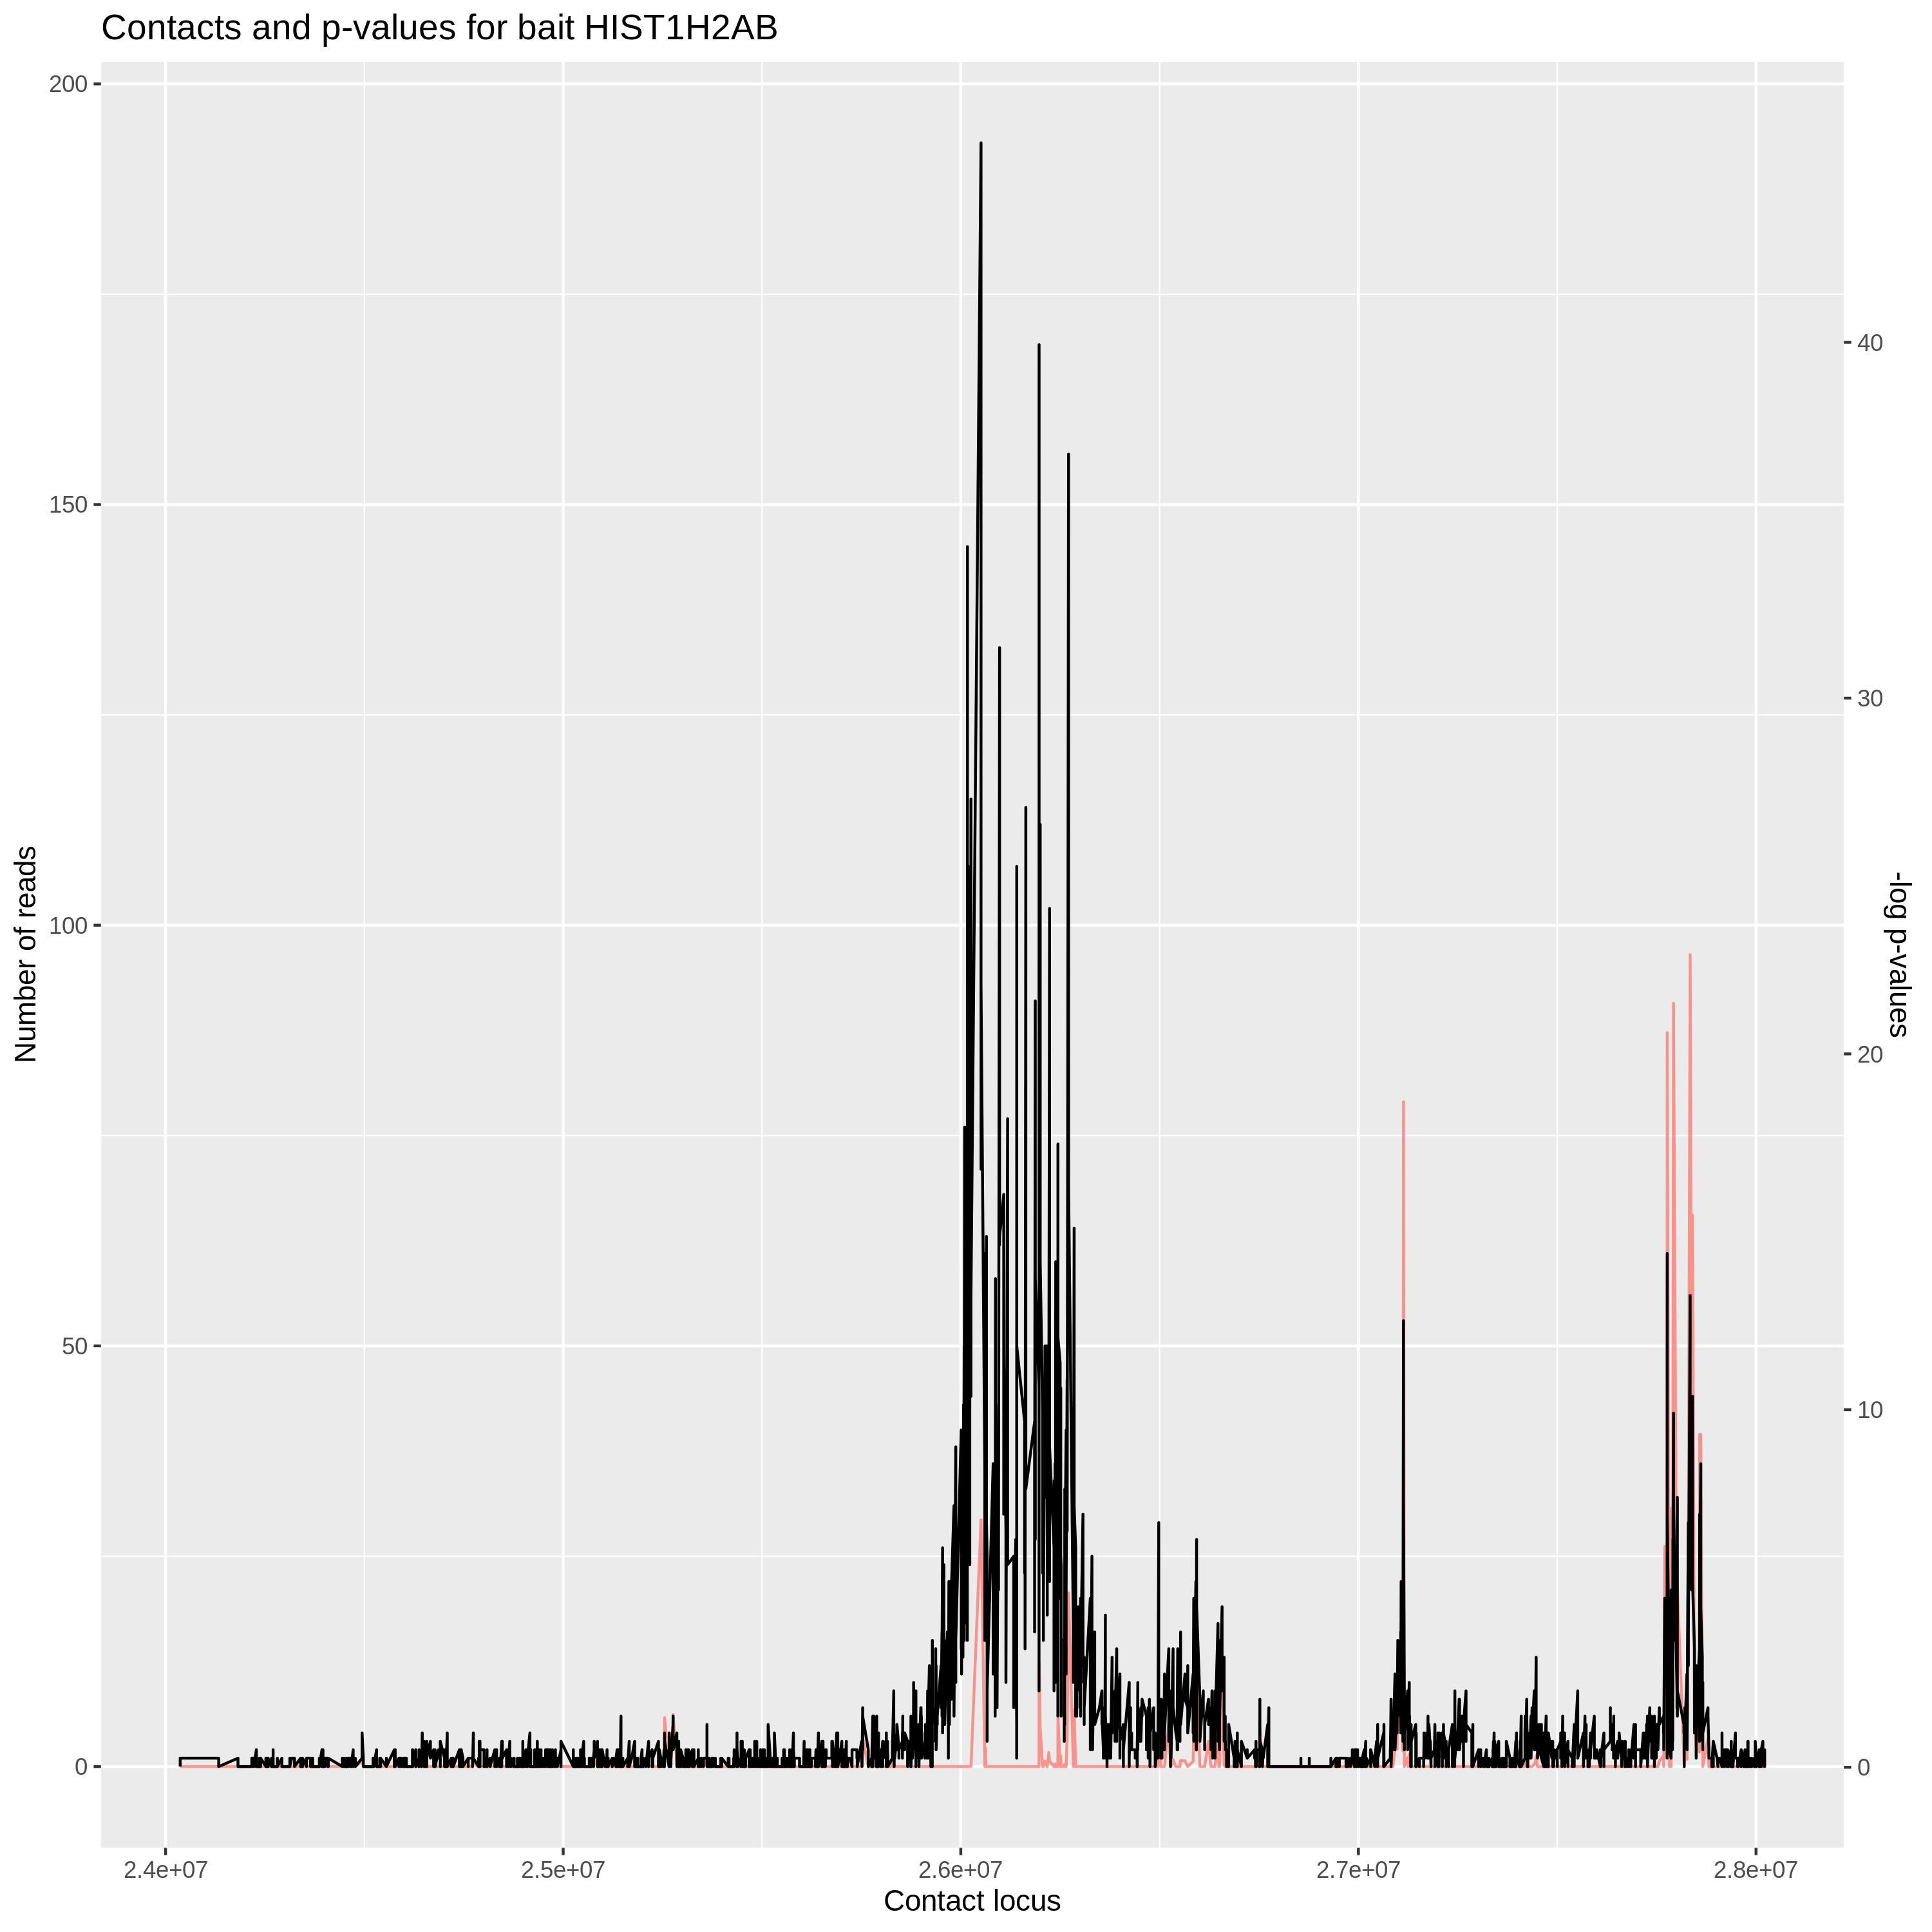 Contacts and p-values for bait HIST1H2AB
200
150
100
50
0
Number of reads
40
30
20
10
0
-log p-values
2.4e+07
2.5e+07
2.6e+07
2.7e+07
2.8e+07
Contact locus